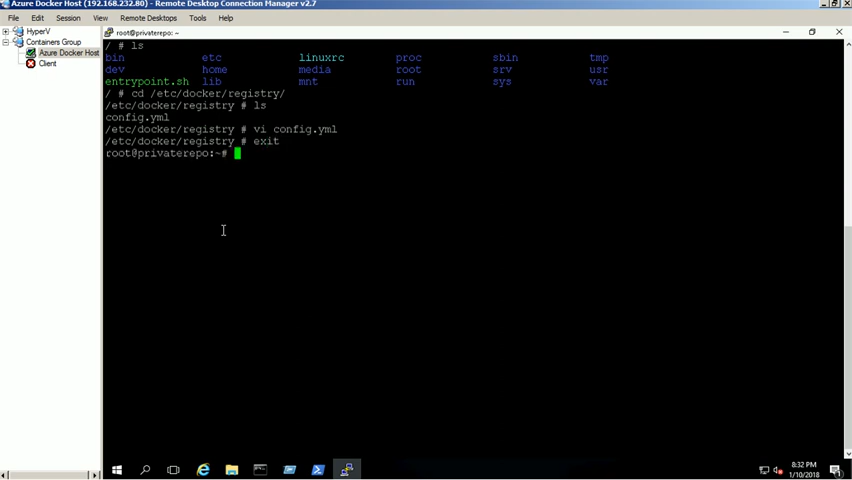 Azure Docker Host (192.168.232.80) - Remote Desktop Connection Manager v2.7
File Edit Session View Remote Desktops Tools Help
HyperV
Containers Group
Azure Docker Host
Client
root@privaterepo: ~
/ # ls
bin etc linuxrc proc sbin tmp
dev home media root srv usr
entrypoint.sh lib mnt run sys var
/ # cd /etc/docker/registry/
/etc/docker/registry # ls
config.yml
/etc/docker/registry # vi config.yml
/etc/docker/registry # exit
root@privaterepo:~#
8:32 PM
1/10/2018